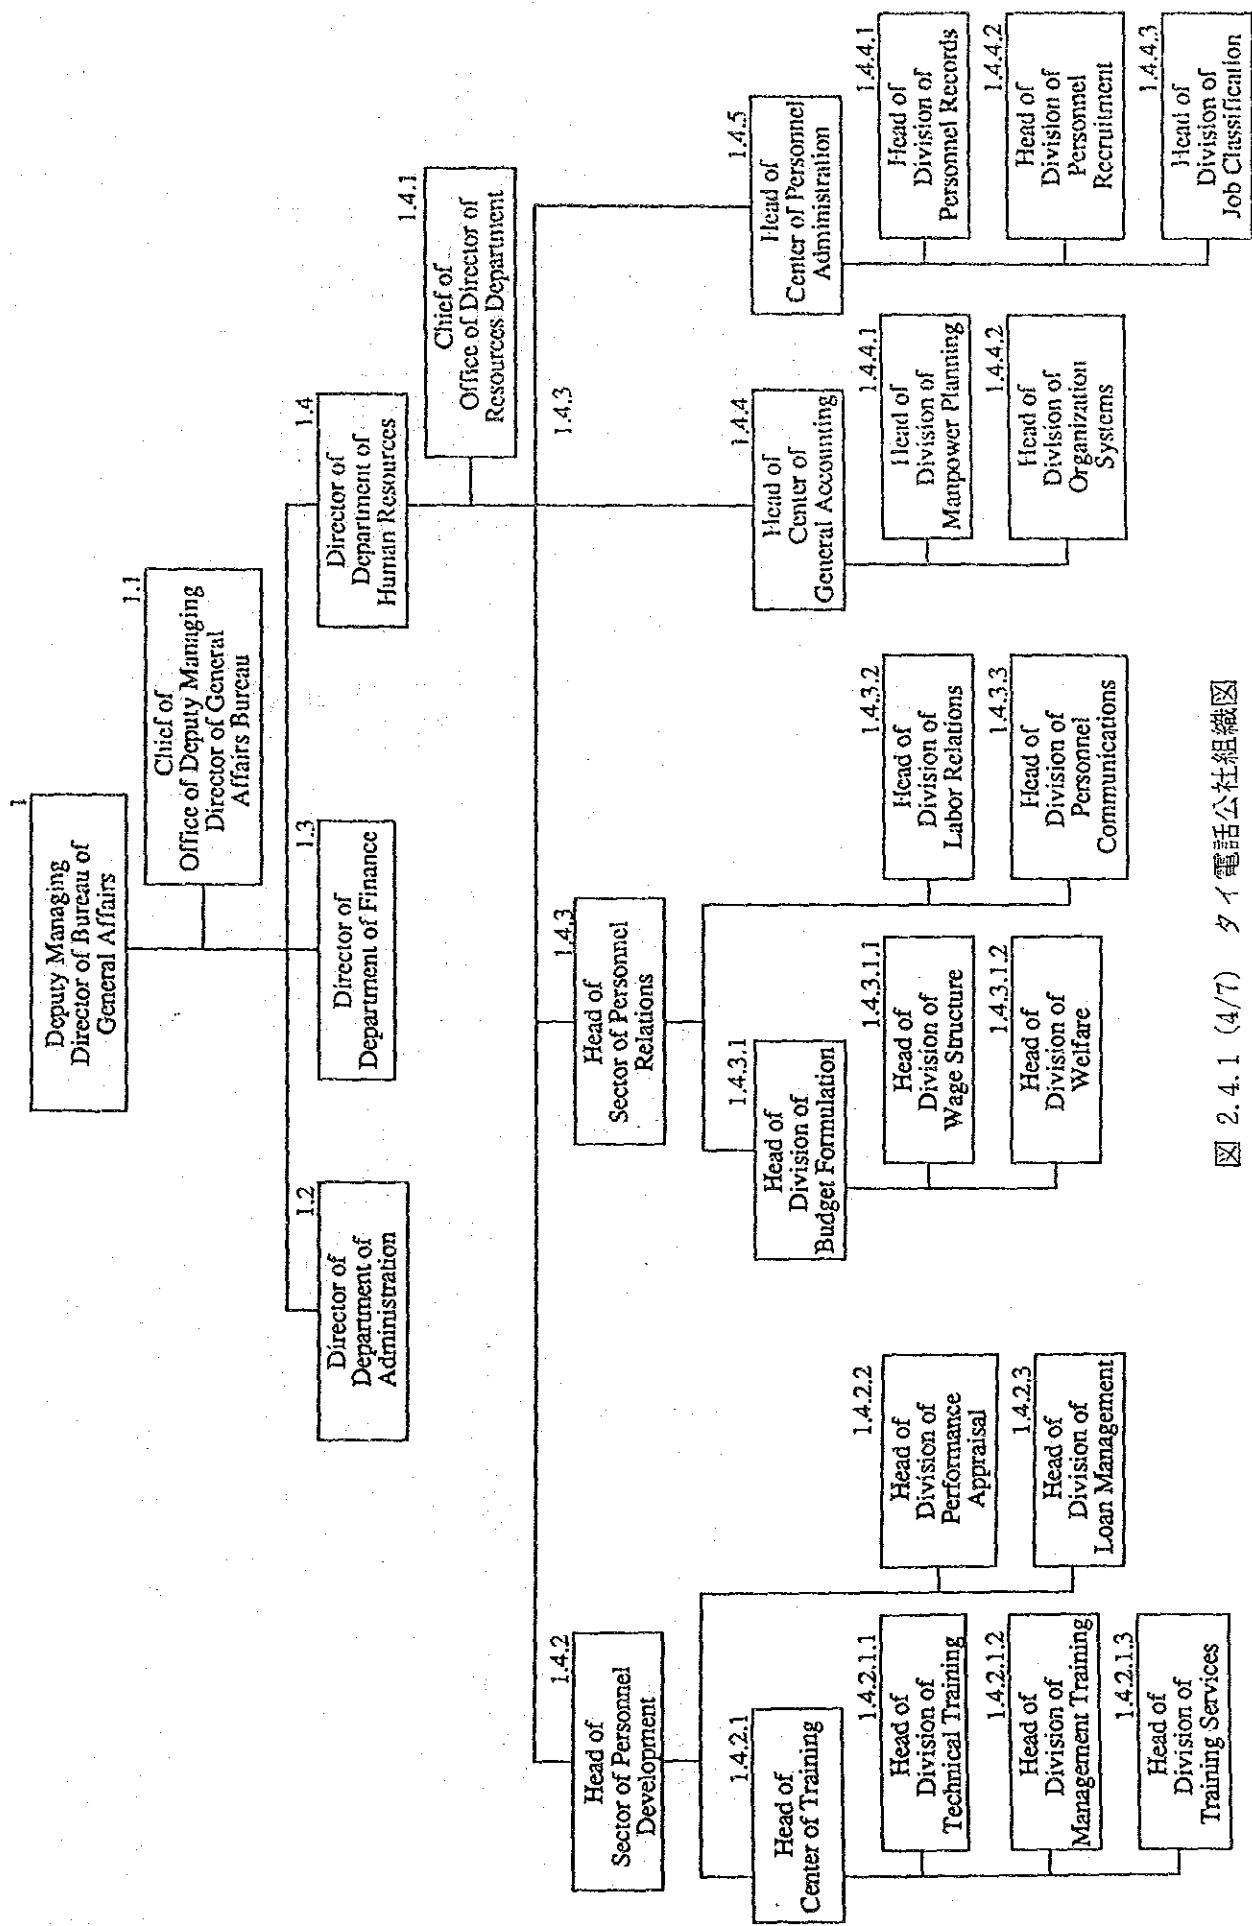 1
Deputy Managing
Director of Bureau of
General Affairs
1.1
Chief of
Office of Deputy Managing
Director of General
Affairs Bureau
1.2
Director of
Department of
Administration
1.3
Director of
Department of Finance
1.4
Director of
Department of
Human Resources
1.4.1
Chief of
Office of Director of
Resources Department
1.4.3
1.4.2
Head of
Sector of Personnel
Development
1.4.3
Head of
Sector of Personnel
Relations
1.4.4
Head of
Center of
General Accounting
1.4.5
Head of
Center of Personnel
Administration
1.4.2.1
Head of
Center of Training
1.4.2.1.1
Head of
Division of
Technical Training
1.4.2.1.2
Head of
Division of
Management Training
1.4.2.1.3
Head of
Division of
Training Services
1.4.2.2
Head of
Division of
Performance
Appraisal
1.4.2.3
Head of
Division of
Loan Management
1.4.3.1
Head of
Division of
Budget Formulation
1.4.3.1.1
Head of
Division of
Wage Structure
1.4.3.1.2
Head of
Division of
Welfare
1.4.3.2
Head of
Division of
Labor Relations
1.4.3.3
Head of
Division of
Personnel
Communications
1.4.4.1
Head of
Division of
Manpower Planning
1.4.4.2
Head of
Division of
Organization
Systems
1.4.4.1
Head of
Division of
Personnel Records
1.4.4.2
Head of
Division of
Personnel
Recruitment
1.4.4.3
Head of
Division of
Job Classification
図 2.4.1 (4/7) タイ電話公社組織図